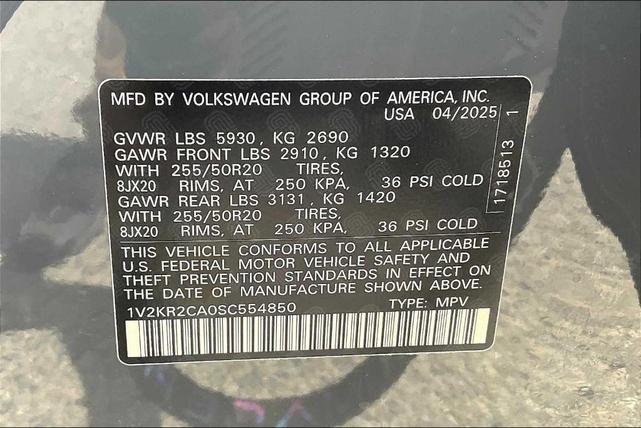 MFD BY VOLKSWAGEN GROUP OF AMERICA, INC.
USA 04/2025
GVWR LBS 5930, KG 2690
GAWR FRONT LBS 2910, KG 1320
WITH 255/50R20 TIRES,
8JX20 RIMS, AT 250 KPA, 36 PSI COLD
GAWR REAR LBS 3131, KG 1420
WITH 255/50R20 TIRES,
8JX20 RIMS, AT 250 KPA, 36 PSI COLD
THIS VEHICLE CONFORMS TO ALL APPLICABLE
U.S. FEDERAL MOTOR VEHICLE SAFETY AND
THEFT PREVENTION STANDARDS IN EFFECT ON
THE DATE OF MANUFACTURE SHOWN ABOVE.
1V2KR2CA0SC554850 TYPE: MPV
1718513 1